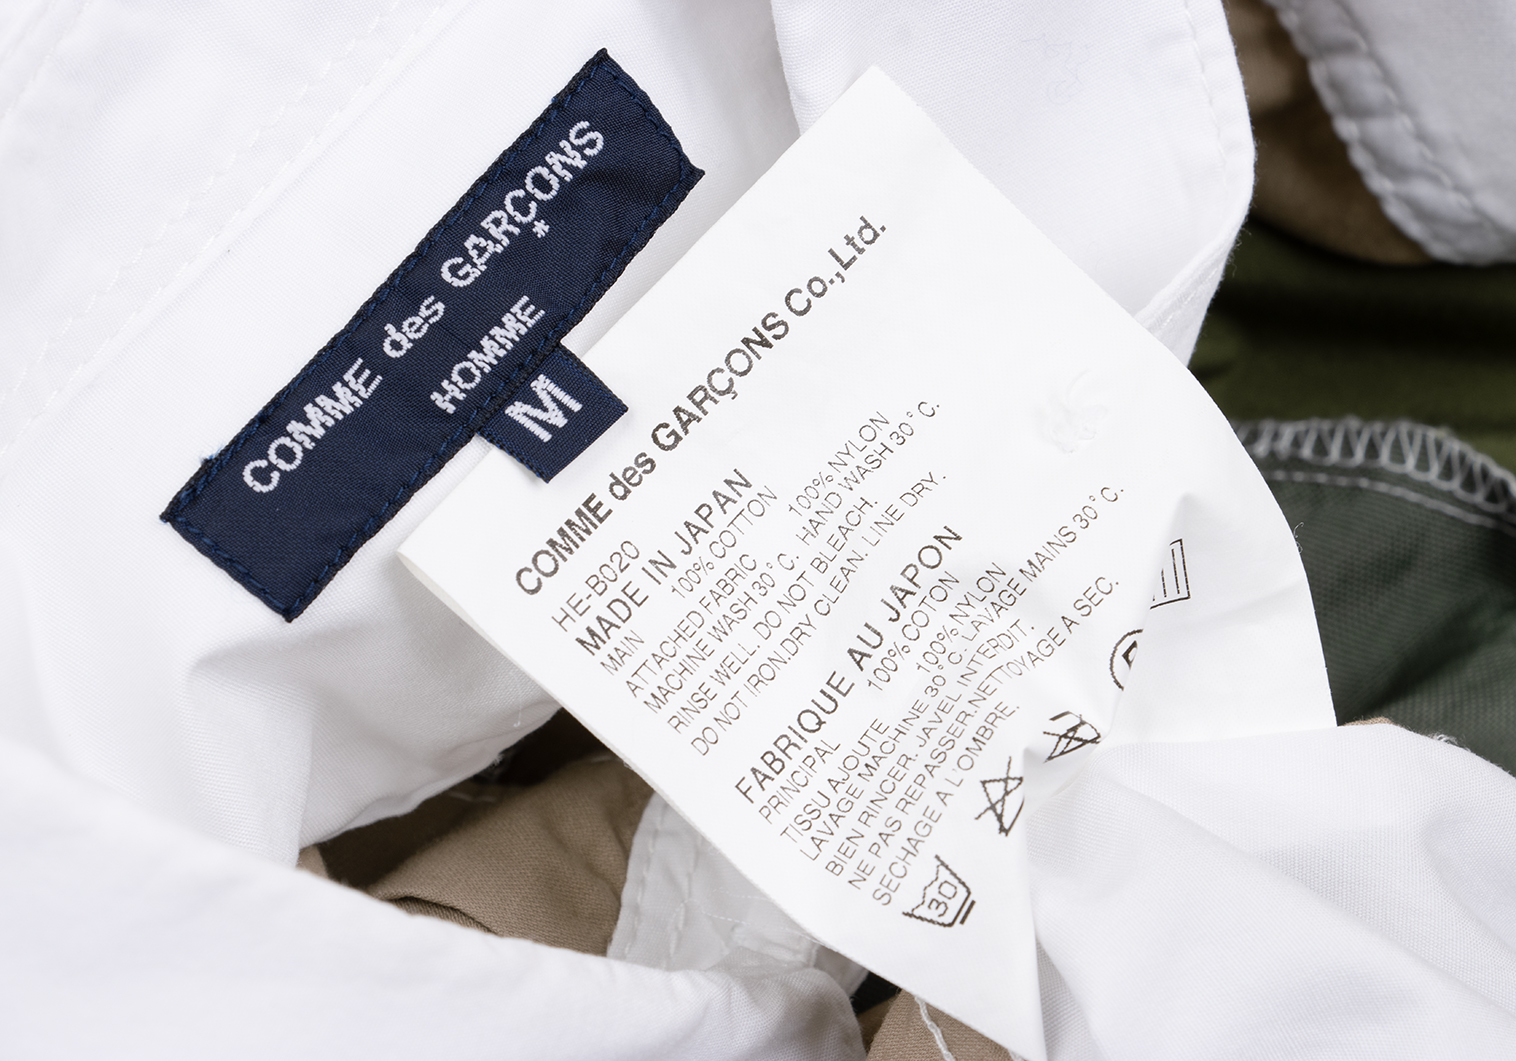 COMME des GARÇONS
*
HOMME
M
COMME des GARÇONS Co.,Ltd.
HE-B020
MADE IN JAPAN
MAIN 100% COTTON
ATTACHED FABRIC 100% NYLON
MACHINE WASH 30°C. HAND WASH 30°C.
RINSE WELL. DO NOT BLEACH.
DO NOT IRON. DRY CLEAN. LINE DRY.
FABRIQUE AU JAPON
PRINCIPAL 100% COTON
TISSU AJOUTE 100% NYLON
LAVAGE MACHINE 30°C. LAVAGE MAINS 30°C.
BIEN RINCER. JAVEL INTERDIT.
NE PAS REPASSER. NETTOYAGE A SEC.
SECHAGE A L OMBRE.
30